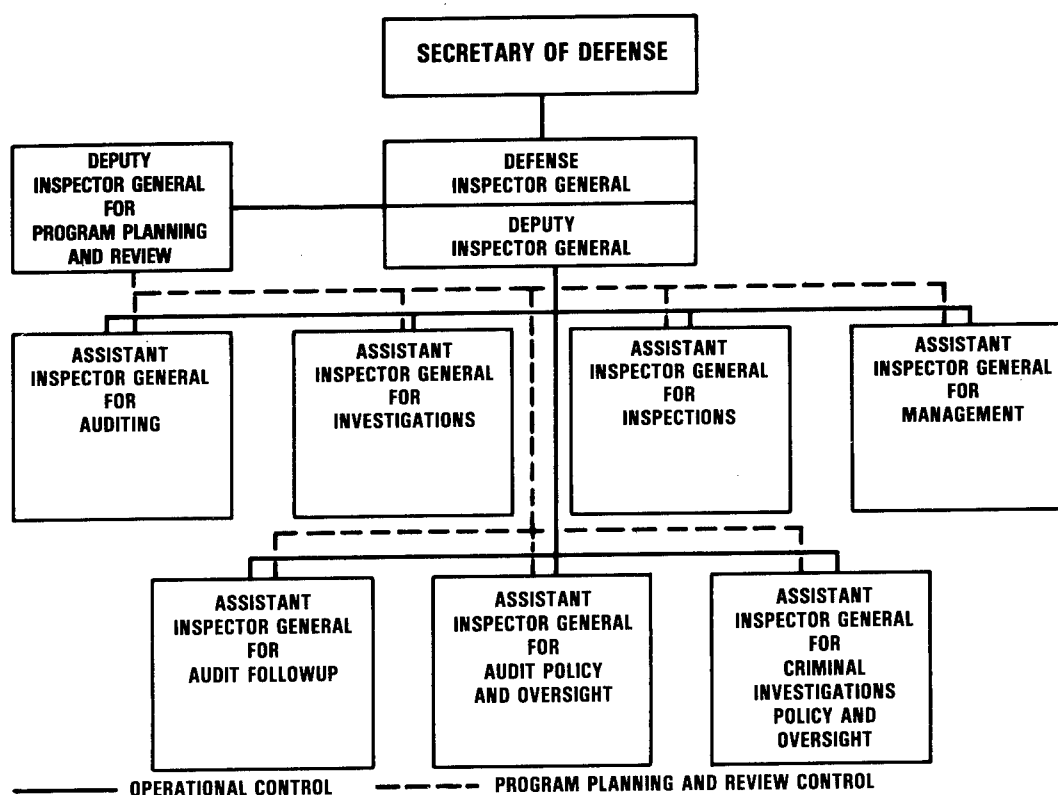 SECRETARY OF DEFENSE
DEPUTY
INSPECTOR GENERAL
FOR
PROGRAM PLANNING
AND REVIEW
DEFENSE
INSPECTOR GENERAL
DEPUTY
INSPECTOR GENERAL
ASSISTANT
INSPECTOR GENERAL
FOR
AUDITING
ASSISTANT
INSPECTOR GENERAL
FOR
INVESTIGATIONS
ASSISTANT
INSPECTOR GENERAL
FOR
INSPECTIONS
ASSISTANT
INSPECTOR GENERAL
FOR
MANAGEMENT
ASSISTANT
INSPECTOR GENERAL
FOR
AUDIT FOLLOWUP
ASSISTANT
INSPECTOR GENERAL
FOR
AUDIT POLICY
AND OVERSIGHT
ASSISTANT
INSPECTOR GENERAL
FOR
CRIMINAL
INVESTIGATIONS
POLICY AND
OVERSIGHT
OPERATIONAL CONTROL
PROGRAM PLANNING AND REVIEW CONTROL